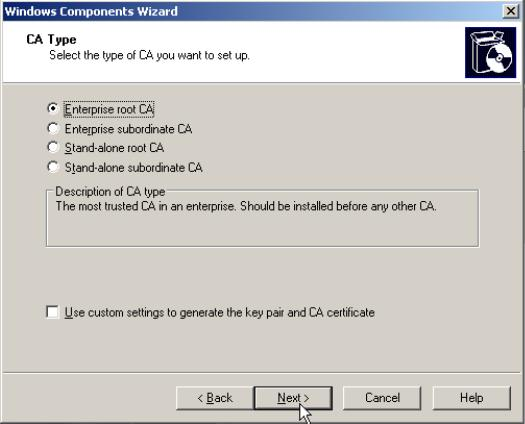 Windows Components Wizard
CA Type
Select the type of CA you want to set up.
Enterprise root CA
Enterprise subordinate CA
Stand-alone root CA
Stand-alone subordinate CA
Description of CA type
The most trusted CA in an enterprise. Should be installed before any other CA.
Use custom settings to generate the key pair and CA certificate
< Back Next > Cancel Help